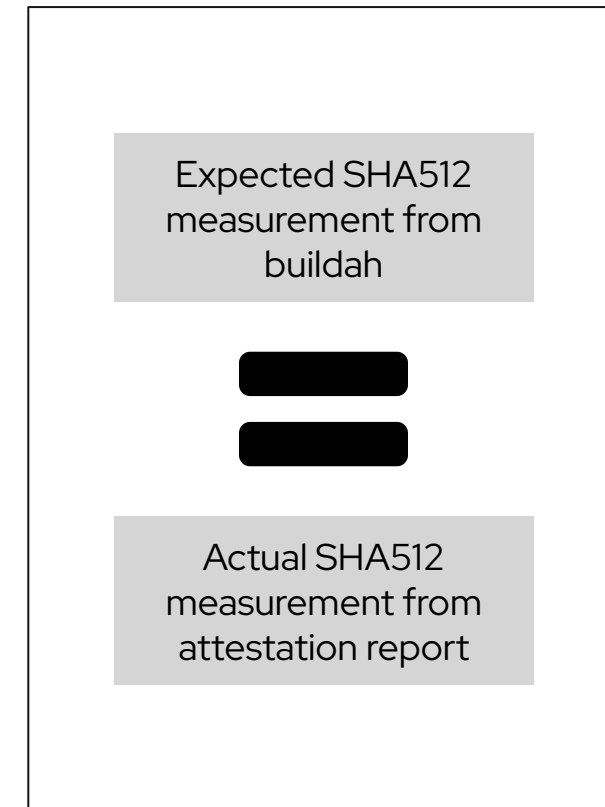 Expected SHA512
measurement from
buildah
Actual SHA512
measurement from
attestation report